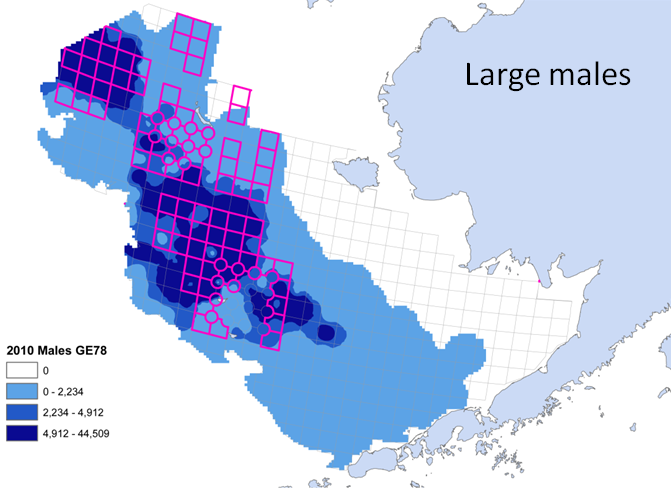 Large males
2010 Males GE78
0
0 - 2,234
2,234 - 4,912
4,912 - 44,509